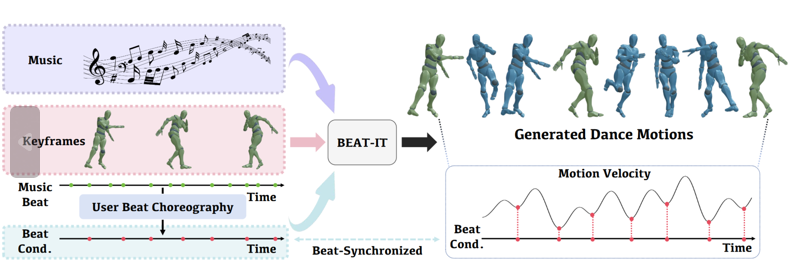 Music
Keyframes
Music
Beat
Time
User Beat Choreography
Beat
Cond.
Time
BEAT-IT
Beat-Synchronized
Generated Dance Motions
Motion Velocity
Beat
Cond.
Time